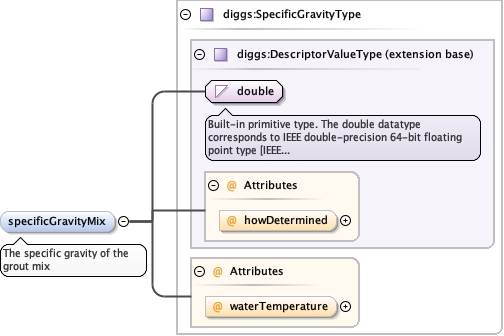 diggs:SpecificGravityType
diggs:DescriptorValueType (extension base)
double
Built-in primitive type. The double datatype
corresponds to IEEE double-precision 64-bit floating
point type [IEEE...
@ Attributes
howDetermined
specificGravityMix
The specific gravity of the
grout mix
@ Attributes
@ waterTemperature